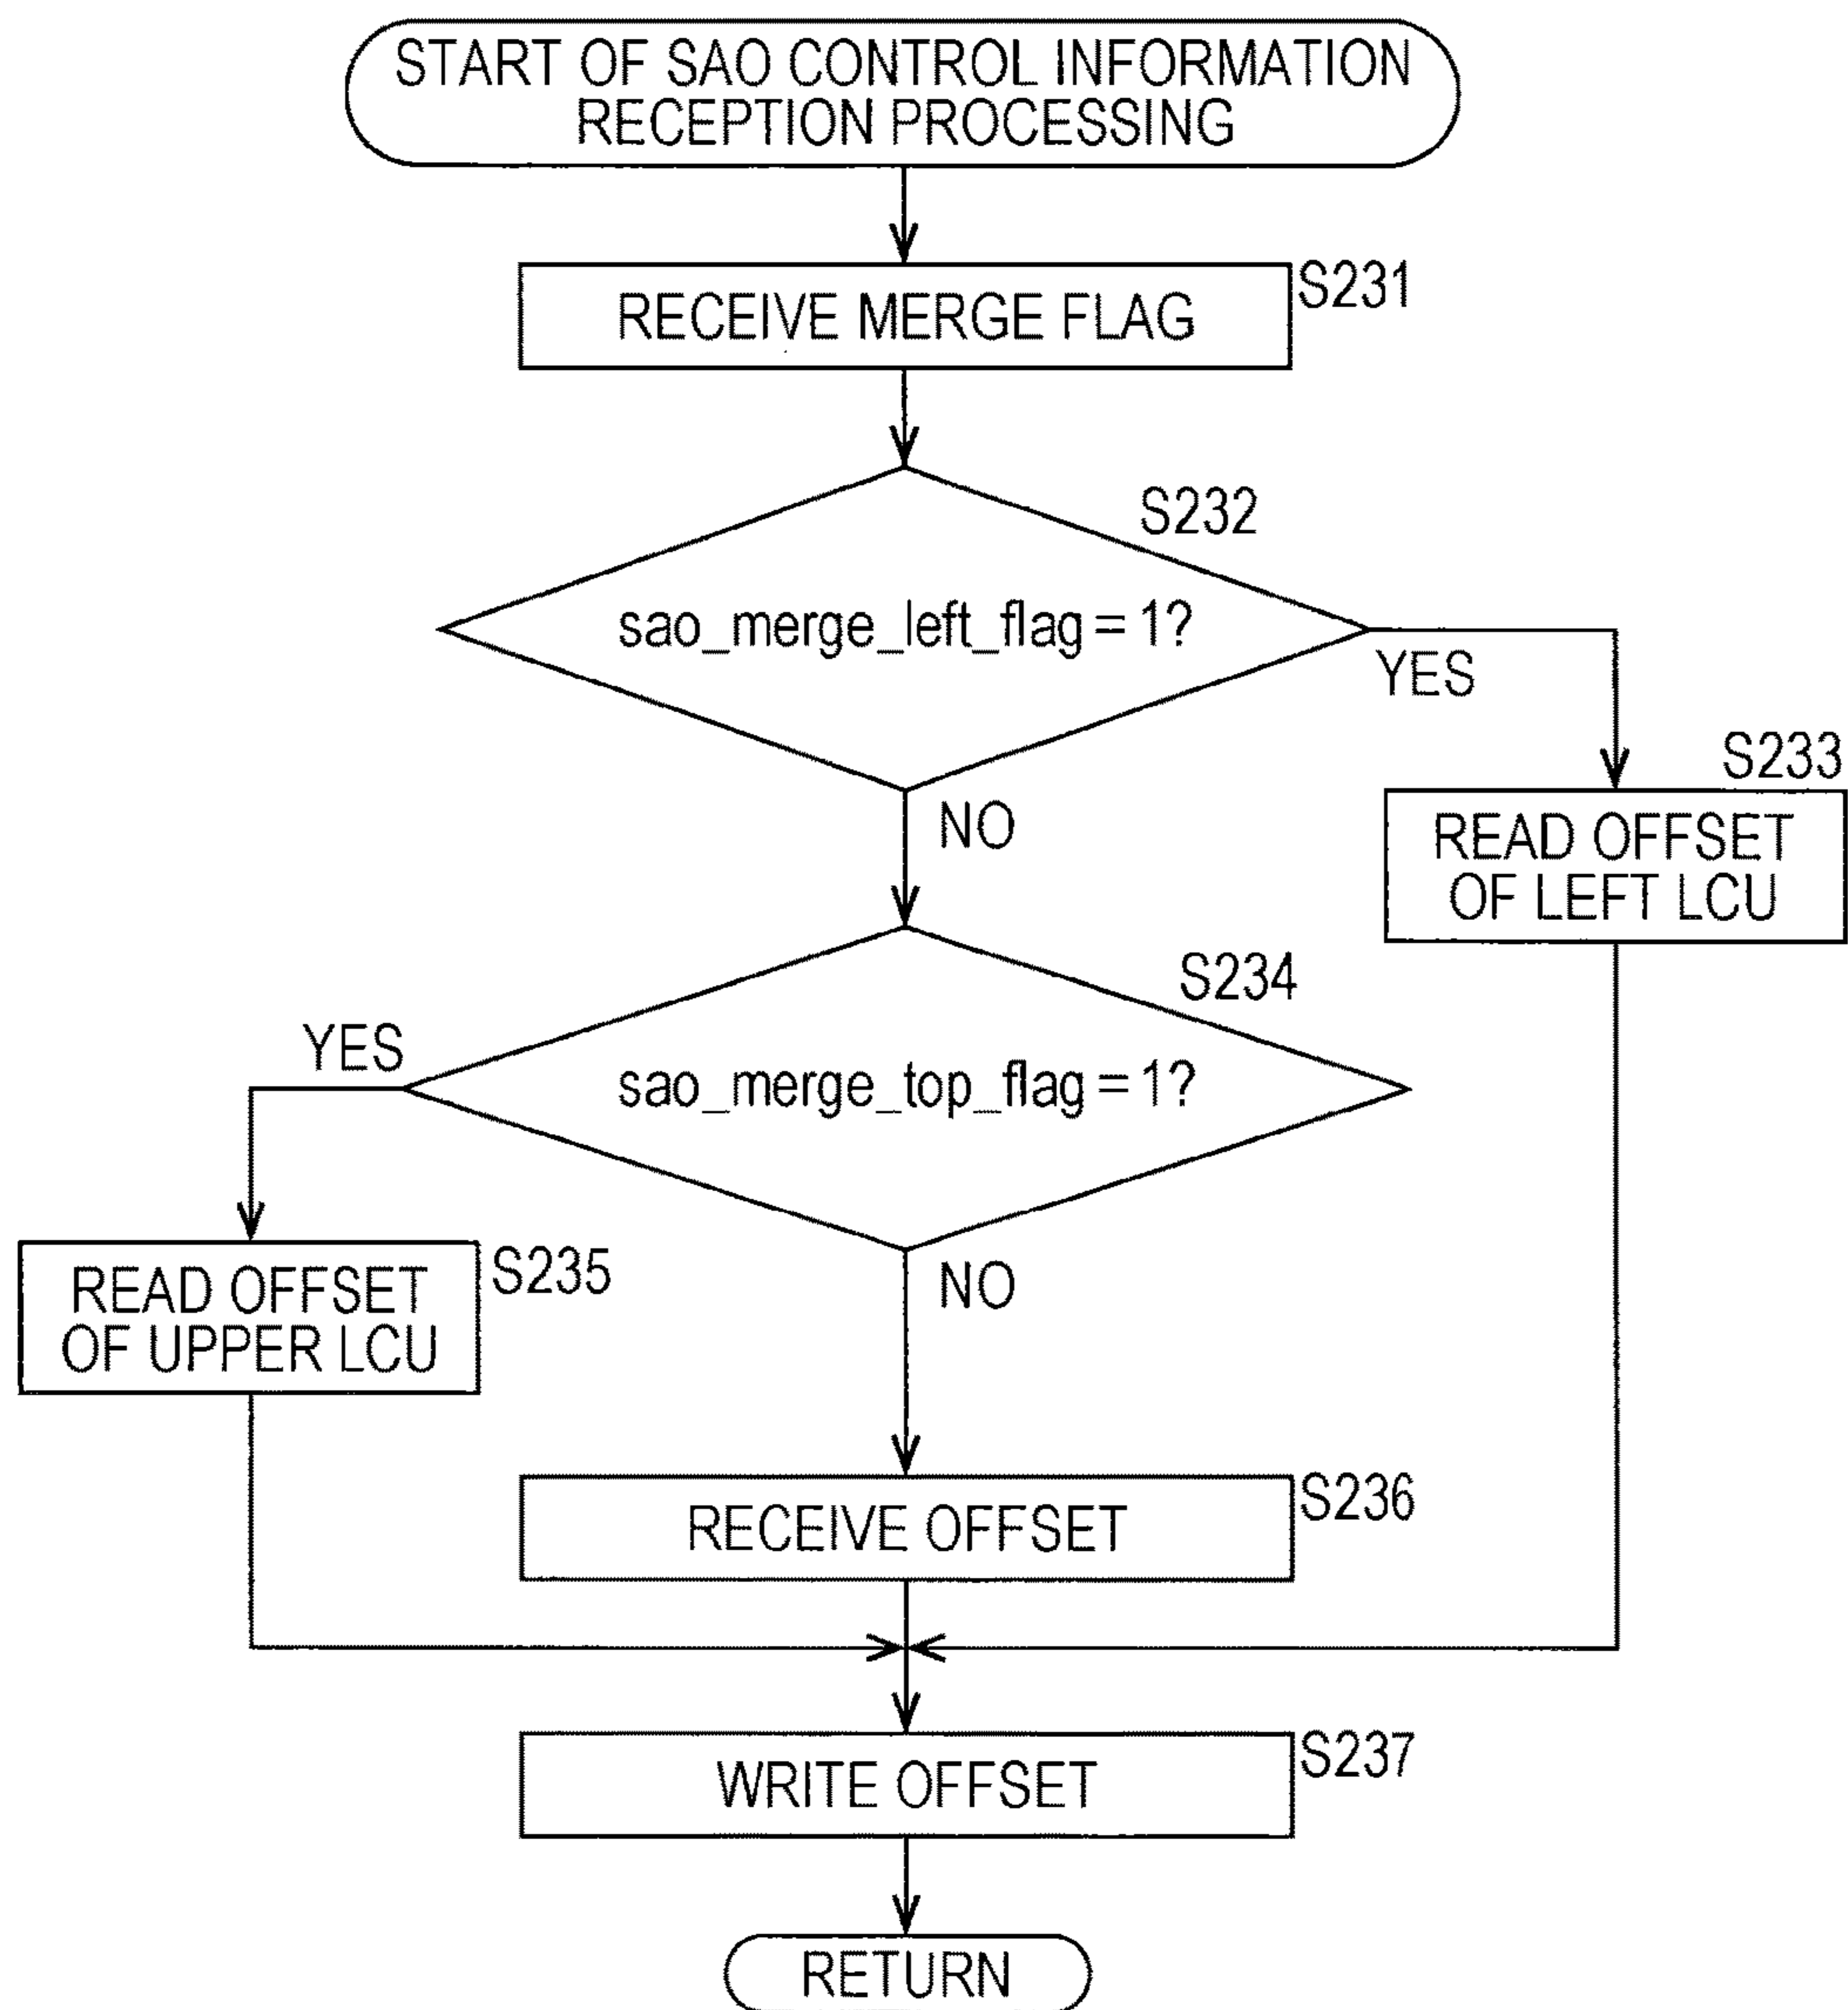 START OF SAO CONTROL INFORMATION
RECEPTION PROCESSING
S231
RECEIVE MERGE FLAG
S232
sao_merge_left_flag = 1?
YES
NO
S233
READ OFFSET
OF LEFT LCU
S234
YES
sao_merge_top_flag = 1?
NO
S235
READ OFFSET
OF UPPER LCU
S236
RECEIVE OFFSET
S237
WRITE OFFSET
RETURN